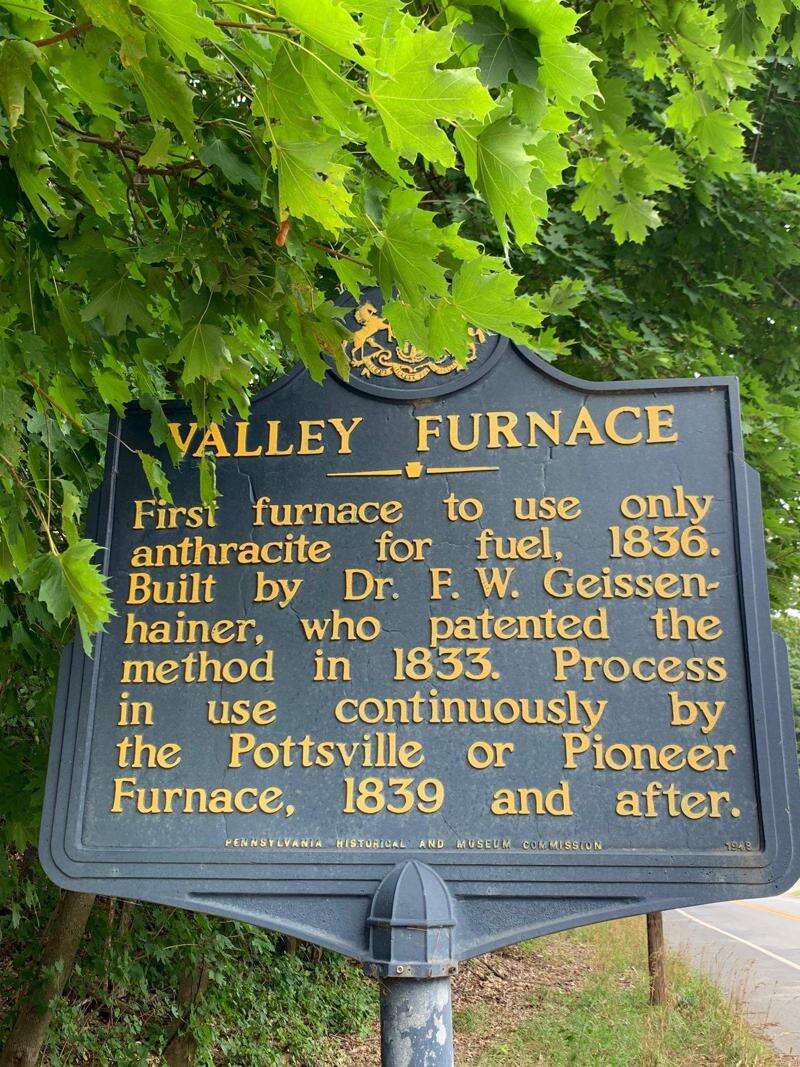 VALLEY FURNACE
First furnace to use only
anthracite for fuel, 1836.
Built by Dr. F. W. Geissen-
hainer, who patented the
method in 1833. Process
in use continuously by
the Pottsville or Pioneer
Furnace, 1839 and after.
PENNSYLVANIA HISTORICAL AND MUSEUM COMMISSION 1948